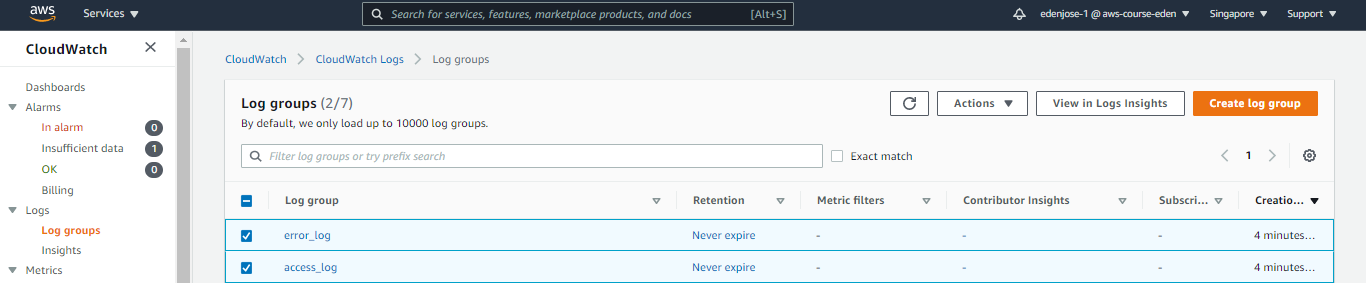 aws
Services ▼
Search for services, features, marketplace products, and docs [Alt+S]
edenjose-1 @ aws-course-eden ▼
Singapore ▼
Support ▼
CloudWatch
Dashboards
Alarms
In alarm 0
Insufficient data 1
OK 0
Billing
Logs
Log groups
Insights
Metrics
CloudWatch > CloudWatch Logs > Log groups
Log groups (2/7)
By default, we only load up to 10000 log groups.
Actions ▼
View in Logs Insights
Create log group
Filter log groups or try prefix search
Exact match
< 1 >
Log group Retention Metric filters Contributor Insights Subscri... Creatio...
error_log Never expire - - - 4 minutes...
access_log Never expire - - - 4 minutes...